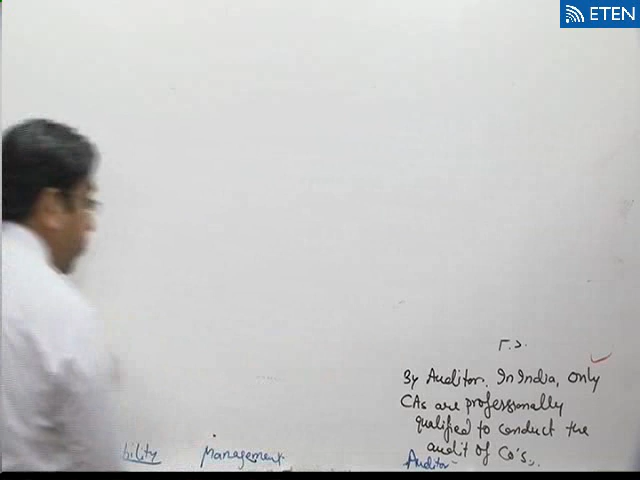 ETEN
F.S.
By Auditor. In India, only
CAs are professionally
qualified to conduct the
audit of Co's.
bility Management Auditor